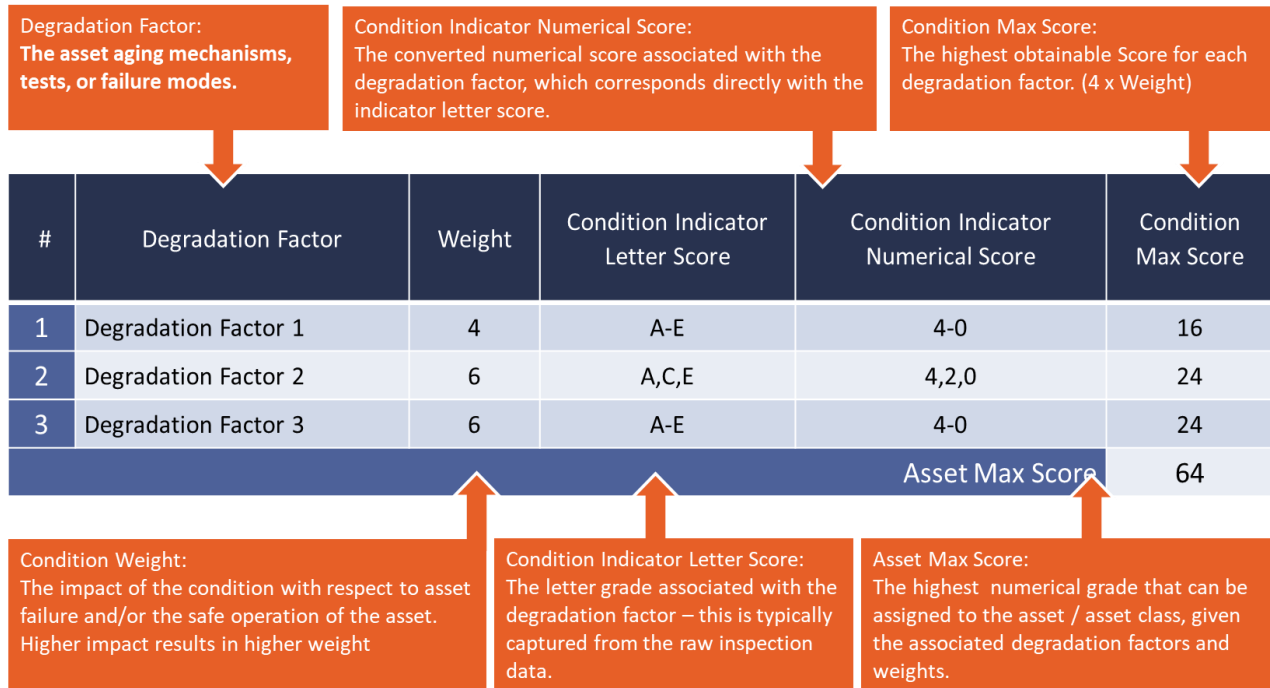 Degradation Factor:
The asset aging mechanisms,
tests, or failure modes.
Condition Indicator Numerical Score:
The converted numerical score associated with the
degradation factor, which corresponds directly with the
indicator letter score.
Condition Max Score:
The highest obtainable Score for each
degradation factor. (4 x Weight)
# Degradation Factor Weight Condition Indicator Letter Score Condition Indicator Numerical Score Condition Max Score
1 Degradation Factor 1 4 A-E 4-0 16
2 Degradation Factor 2 6 A,C,E 4,2,0 24
3 Degradation Factor 3 6 A-E 4-0 24
Asset Max Score 64
Condition Weight:
The impact of the condition with respect to asset
failure and/or the safe operation of the asset.
Higher impact results in higher weight
Condition Indicator Letter Score:
The letter grade associated with the
degradation factor – this is typically
captured from the raw inspection
data.
Asset Max Score:
The highest numerical grade that can be
assigned to the asset / asset class, given
the associated degradation factors and
weights.